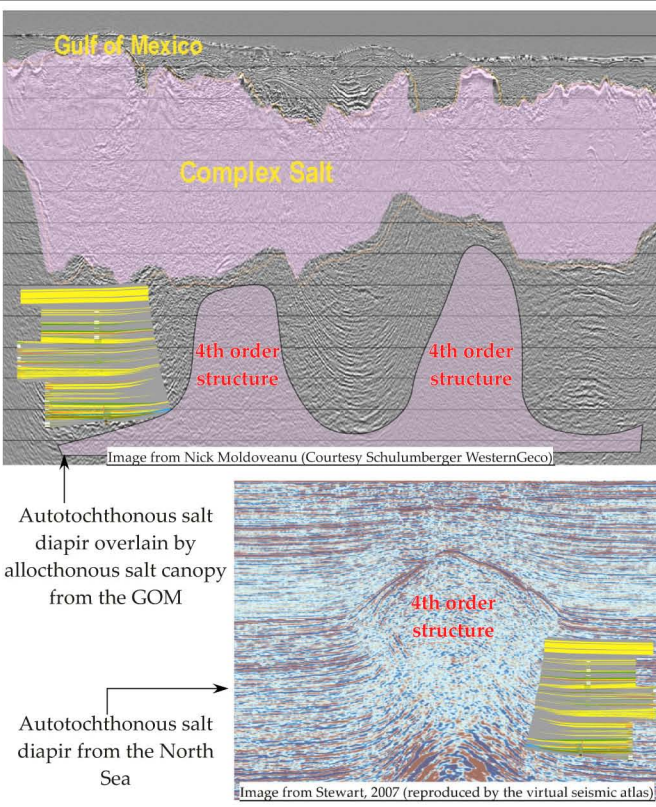 Gulf of Mexico
Complex Salt
4th order
structure
4th order
structure
Image from Nick Moldoveanu (Courtesy Schulumberger WesternGeco)
Autotochthonous salt
diapir overlain by
allocthonous salt canopy
from the GOM
4th order
structure
Autotochthonous salt
diapir from the North
Sea
Image from Stewart, 2007 (reproduced by the virtual seismic atlas)